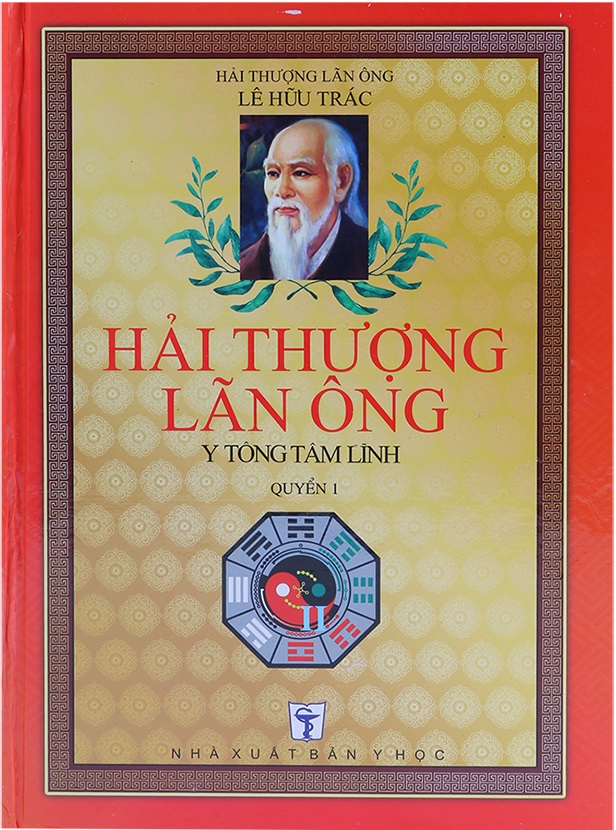 HẢI THƯỢNG LÃN ÔNG
LÊ HỮU TRÁC
HẢI THƯỢNG
LÃN ÔNG
Y TÔNG TÂM LĨNH
QUYỂN 1
NHÀ XUẤT BẢN Y HỌC